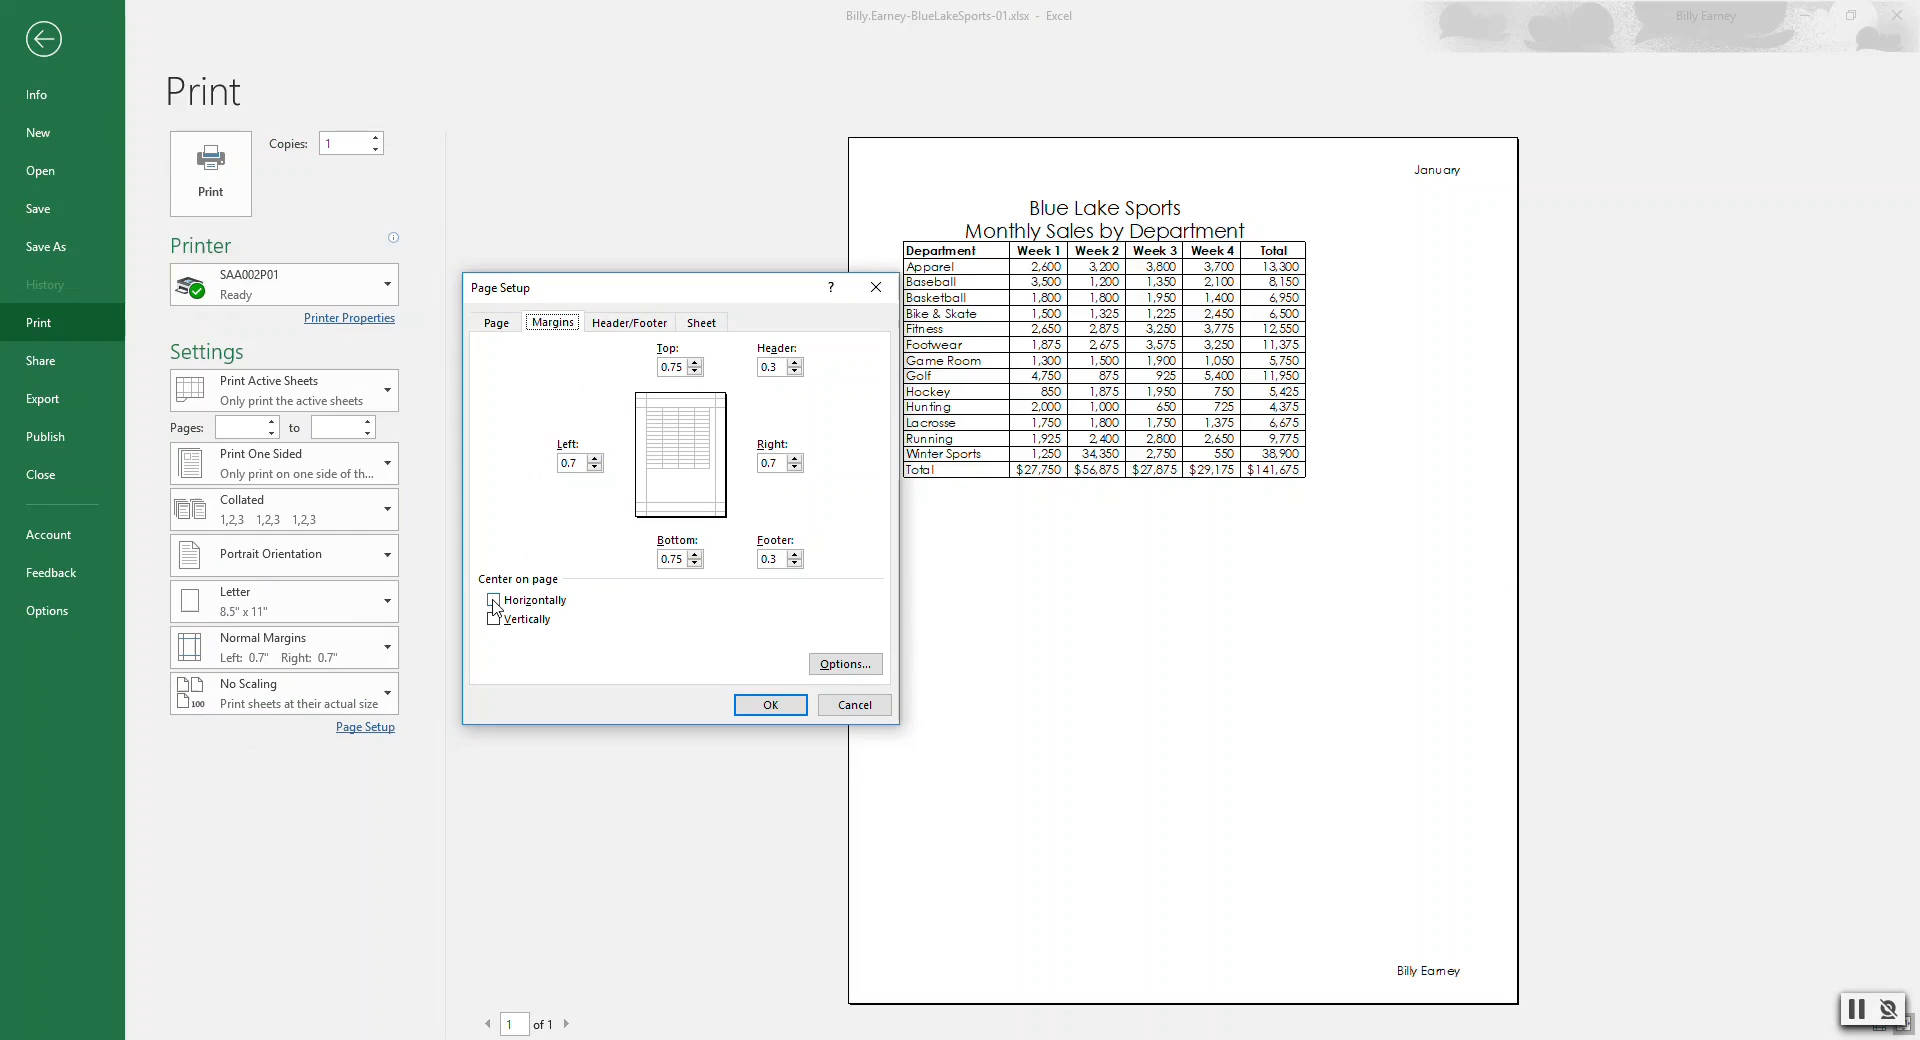 Billy.Earney-BlueLakeSports-01.xlsx - Excel
Billy Earney
Info
New
Open
Save
Save As
History
Print
Share
Export
Publish
Close
Account
Feedback
Options
Print
Print
Copies: 1
Printer
SAA002P01
Ready
Printer Properties
Settings
Print Active Sheets
Only print the active sheets
Pages: to
Print One Sided
Only print on one side of th...
Collated
1,2,3 1,2,3 1,2,3
Portrait Orientation
Letter
8.5" x 11"
Normal Margins
Left: 0.7" Right: 0.7"
No Scaling
100 Print sheets at their actual size
Page Setup
Page Setup ?
Page Margins Header/Footer Sheet
Top: Header:
0.75 0.3
Left: Right:
0.7 0.7
Bottom: Footer:
0.75 0.3
Center on page
Horizontally
Vertically
Options...
OK Cancel
January
Blue Lake Sports
Monthly Sales by Department
Department Week 1 Week 2 Week 3 Week 4 Total
Apparel 2,600 3,200 3,800 3,700 13,300
Baseball 3,500 1,200 1,350 2,100 8,150
Basketball 1,800 1,800 1,950 1,400 6,950
Bike & Skate 1,500 1,325 1,225 2,450 6,500
Fitness 2,650 2,875 3,250 3,775 12,550
Footwear 1,875 2,675 3,575 3,250 11,375
Game Room 1,300 1,500 1,900 1,050 5,750
Golf 4,750 875 925 5,400 11,950
Hockey 850 1,875 1,950 750 5,425
Hunting 2,000 1,000 650 725 4,375
Lacrosse 1,750 1,800 1,750 1,375 6,675
Running 1,925 2,400 2,800 2,650 9,775
Winter Sports 1,250 34,350 2,750 550 38,900
Total $27,750 $56,875 $27,875 $29,175 $141,675
Billy Earney
1 of 1